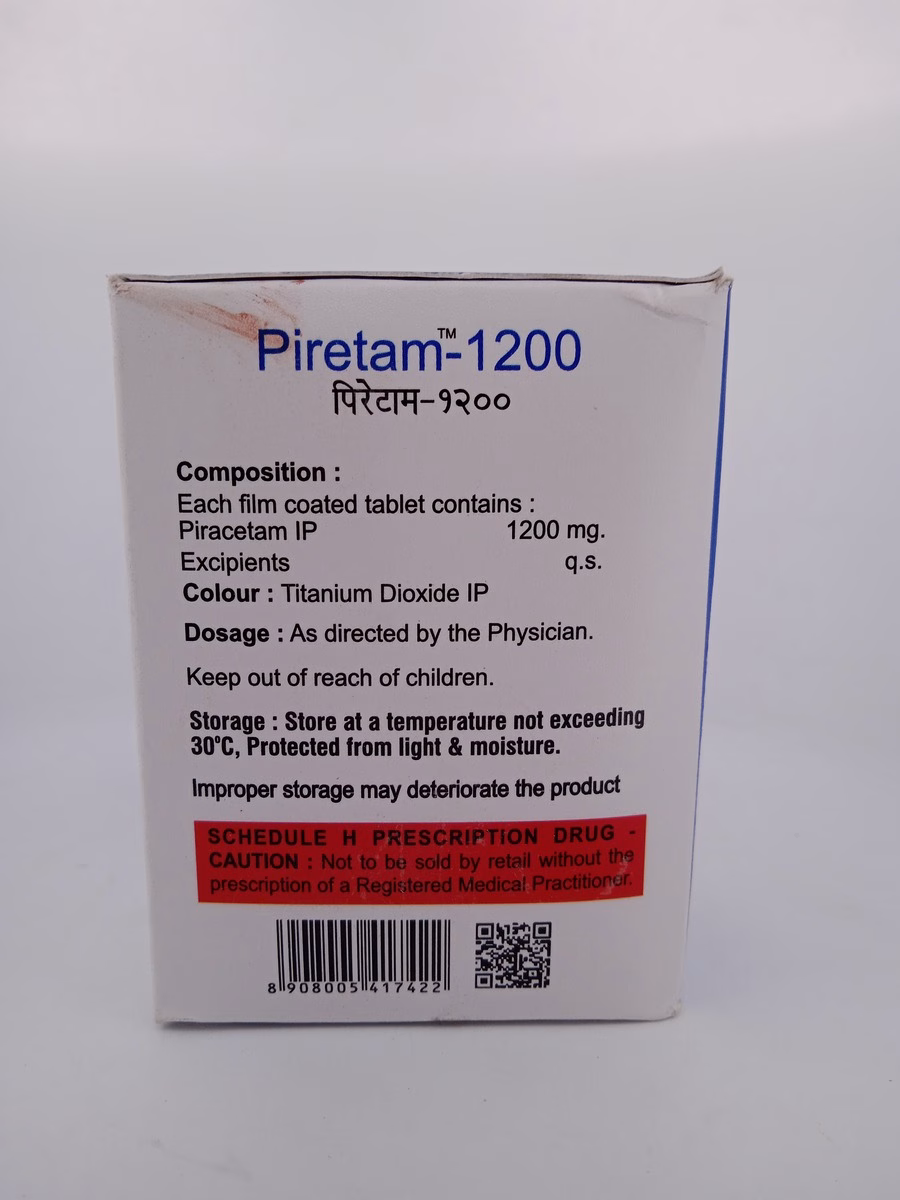 Piretam™-1200
पिरेटाम-१२००
Composition :
Each film coated tablet contains :
Piracetam IP 1200 mg.
Excipients q.s.
Colour : Titanium Dioxide IP
Dosage : As directed by the Physician.
Keep out of reach of children.
Storage : Store at a temperature not exceeding
30°C, Protected from light & moisture.
Improper storage may deteriorate the product
SCHEDULE H PRESCRIPTION DRUG -
CAUTION : Not to be sold by retail without the
prescription of a Registered Medical Practitioner.
8 908005 417422